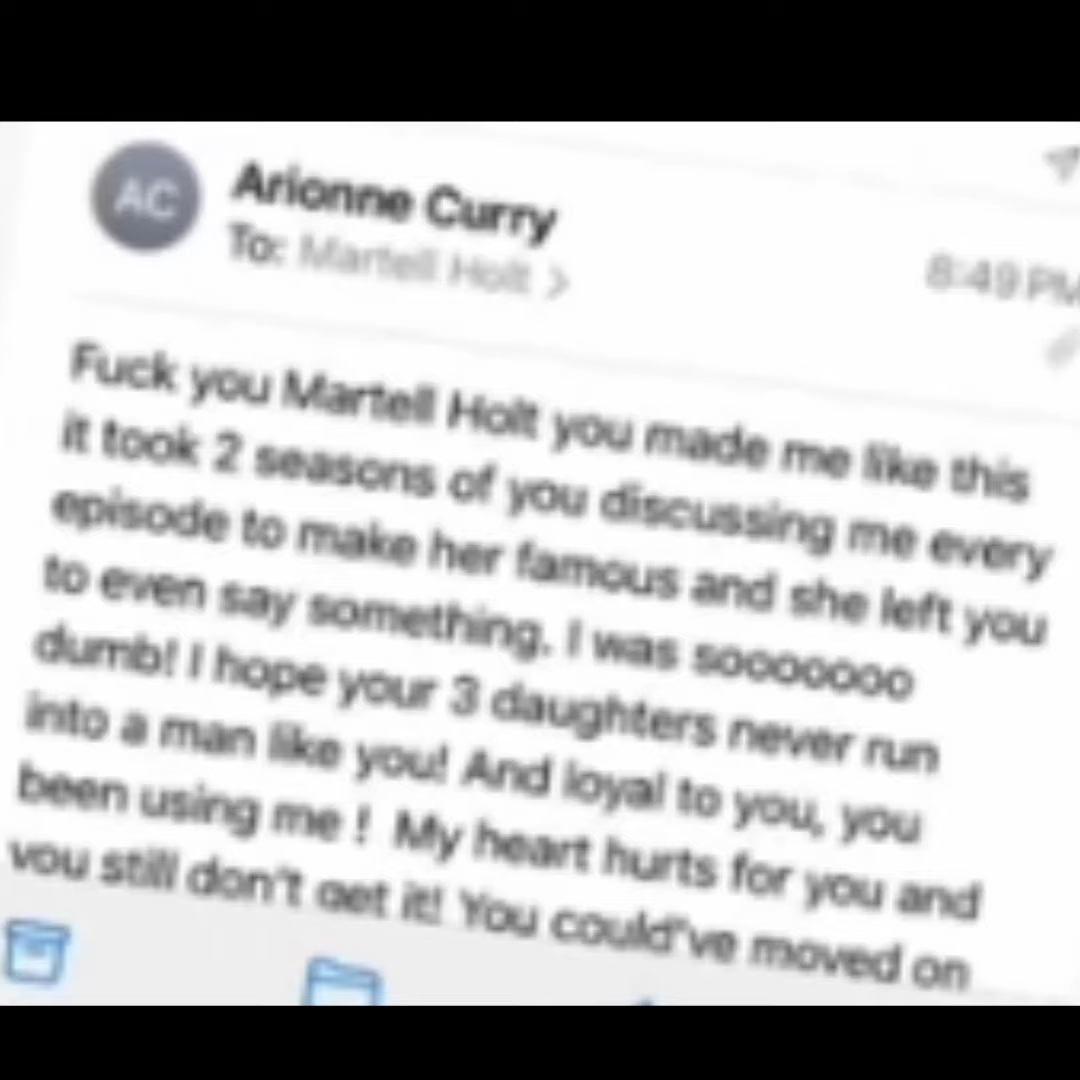 AC
Arionne Curry
To: Martell Holt >
8:49 PM
Fuck you Martell Holt you made me like this
it took 2 seasons of you discussing me every
episode to make her famous and she left you
to even say something. I was sooooooo
dumb! I hope your 3 daughters never run
into a man like you! And loyal to you, you
been using me ! My heart hurts for you and
you still don't get it! You could've moved on